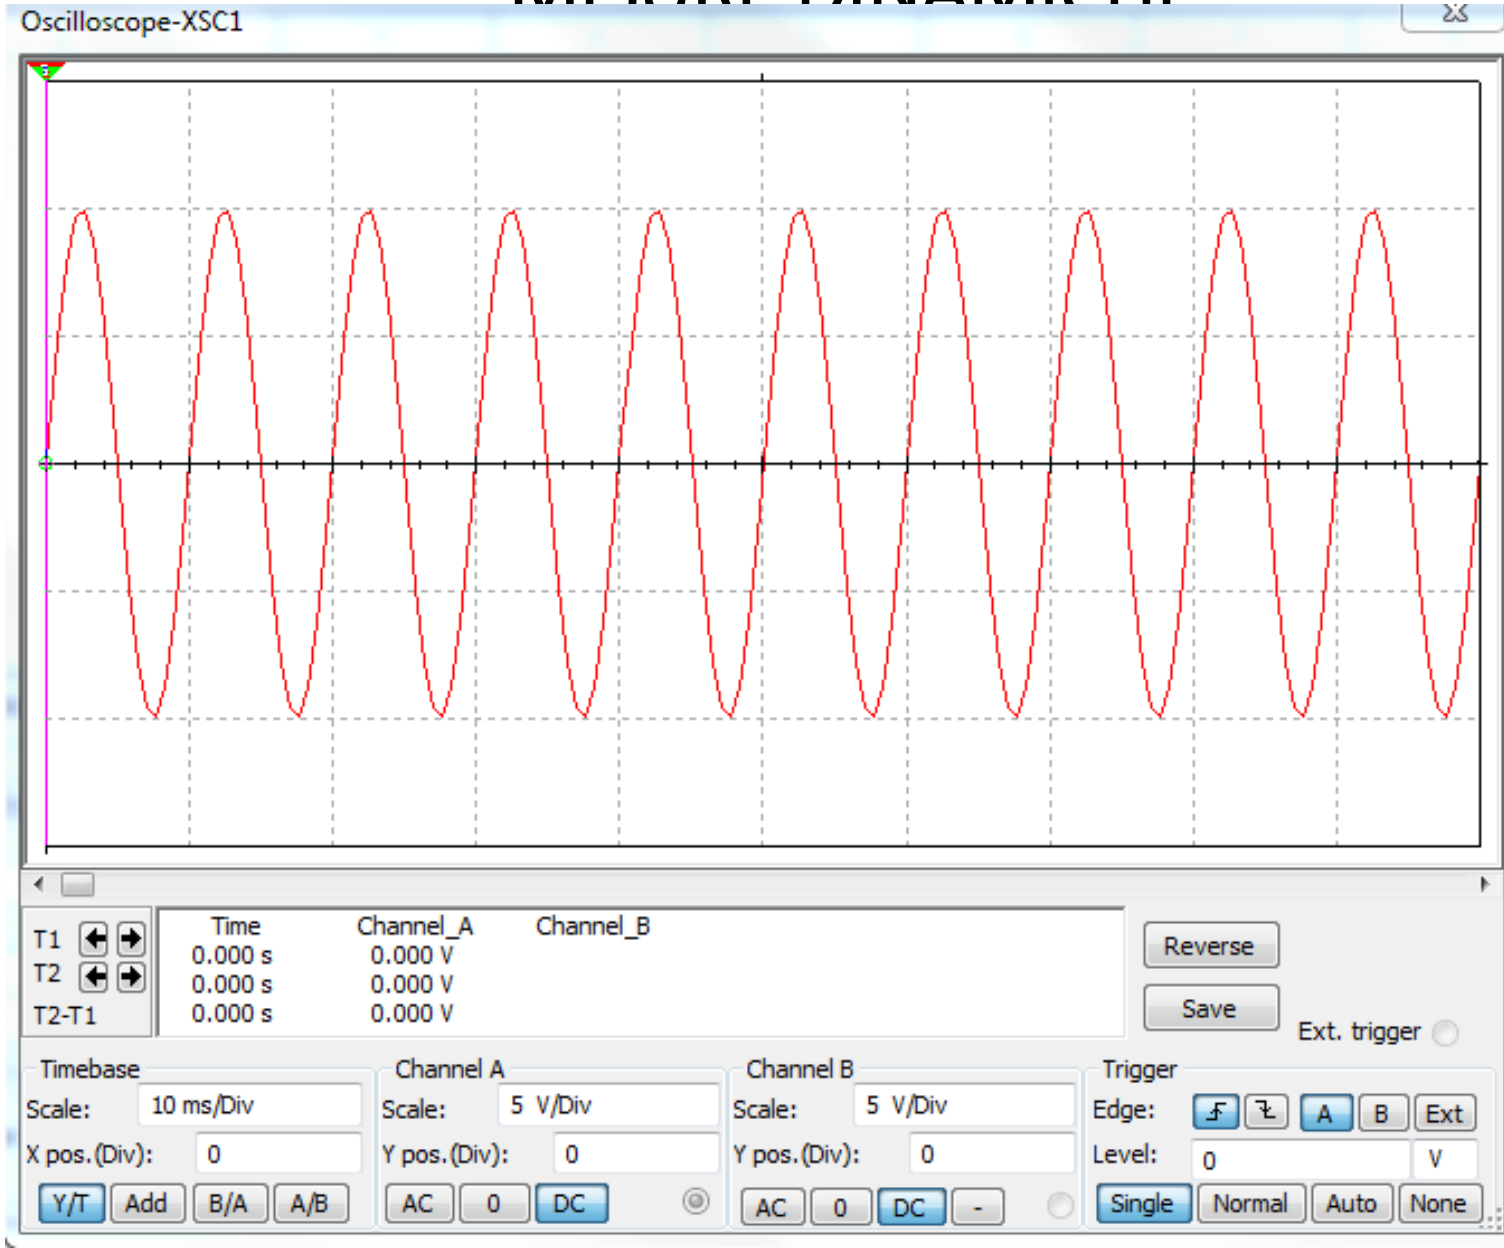 Oscilloscope-XSC1
Time Channel_A Channel_B
T1 0.000 s 0.000 V
T2 0.000 s 0.000 V
T2-T1 0.000 s 0.000 V
Reverse
Save
Ext. trigger
Timebase
Scale: 10 ms/Div
X pos.(Div): 0
Y/T Add B/A A/B
Channel A
Scale: 5 V/Div
Y pos.(Div): 0
AC 0 DC
Channel B
Scale: 5 V/Div
Y pos.(Div): 0
AC 0 DC -
Trigger
Edge: A B Ext
Level: 0 V
Single Normal Auto None